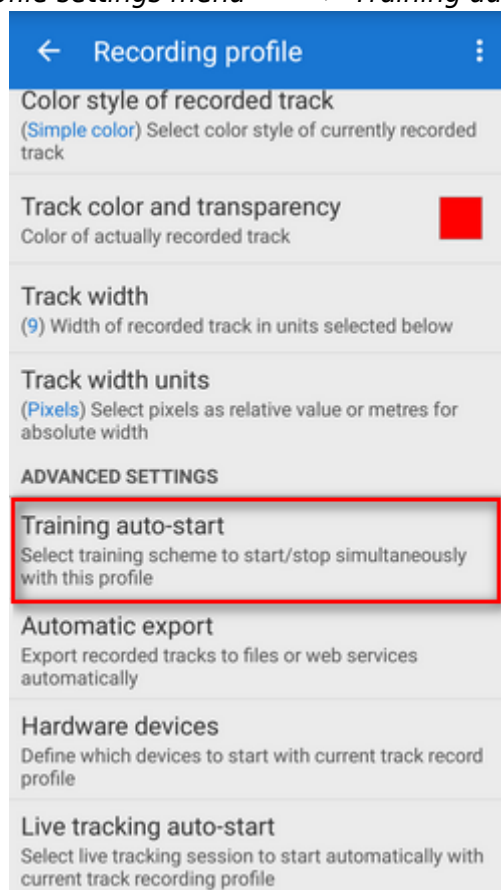 file settings menu Training au
Recording profile
Color style of recorded track
(Simple color) Select color style of currently recorded
track
Track color and transparency
Color of actually recorded track
Track width
(9) Width of recorded track in units selected below
Track width units
(Pixels) Select pixels as relative value or metres for
absolute width
ADVANCED SETTINGS
Training auto-start
Select training scheme to start/stop simultaneously
with this profile
Automatic export
Export recorded tracks to files or web services
automatically
Hardware devices
Define which devices to start with current track record
profile
Live tracking auto-start
Select live tracking session to start automatically with
current track recording profile